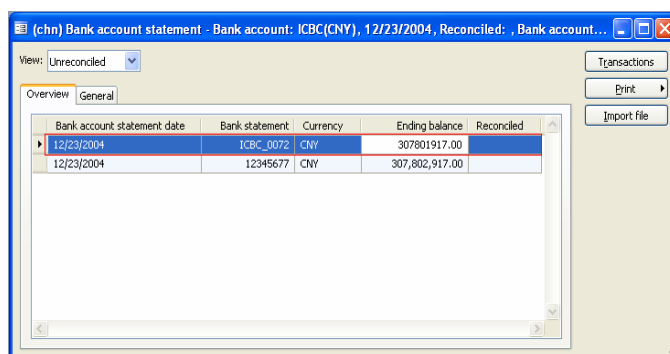 (chn) Bank account statement - Bank account: ICBC(CNY), 12/23/2004, Reconciled: , Bank account...
View: Unreconciled
Transactions
Print
Import file
Overview General
Bank account statement date Bank statement Currency Ending balance Reconciled
12/23/2004 ICBC_0072 CNY 307801917.00
12/23/2004 12345677 CNY 307,802,917.00